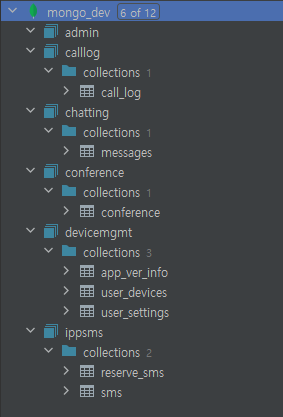 mongo_dev 6 of 12
admin
calllog
collections 1
call_log
chatting
collections 1
messages
conference
collections 1
conference
devicemgmt
collections 3
app_ver_info
user_devices
user_settings
ippsms
collections 2
reserve_sms
sms